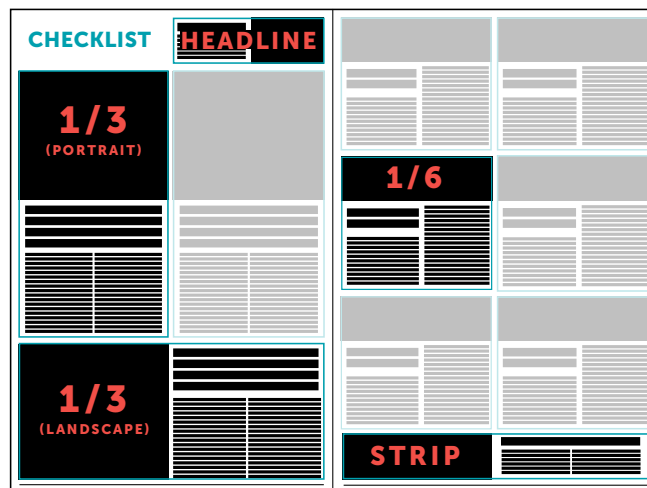 CHECKLIST
HEADLINE
1/3
(PORTRAIT)
1/3
(LANDSCAPE)
1/6
STRIP